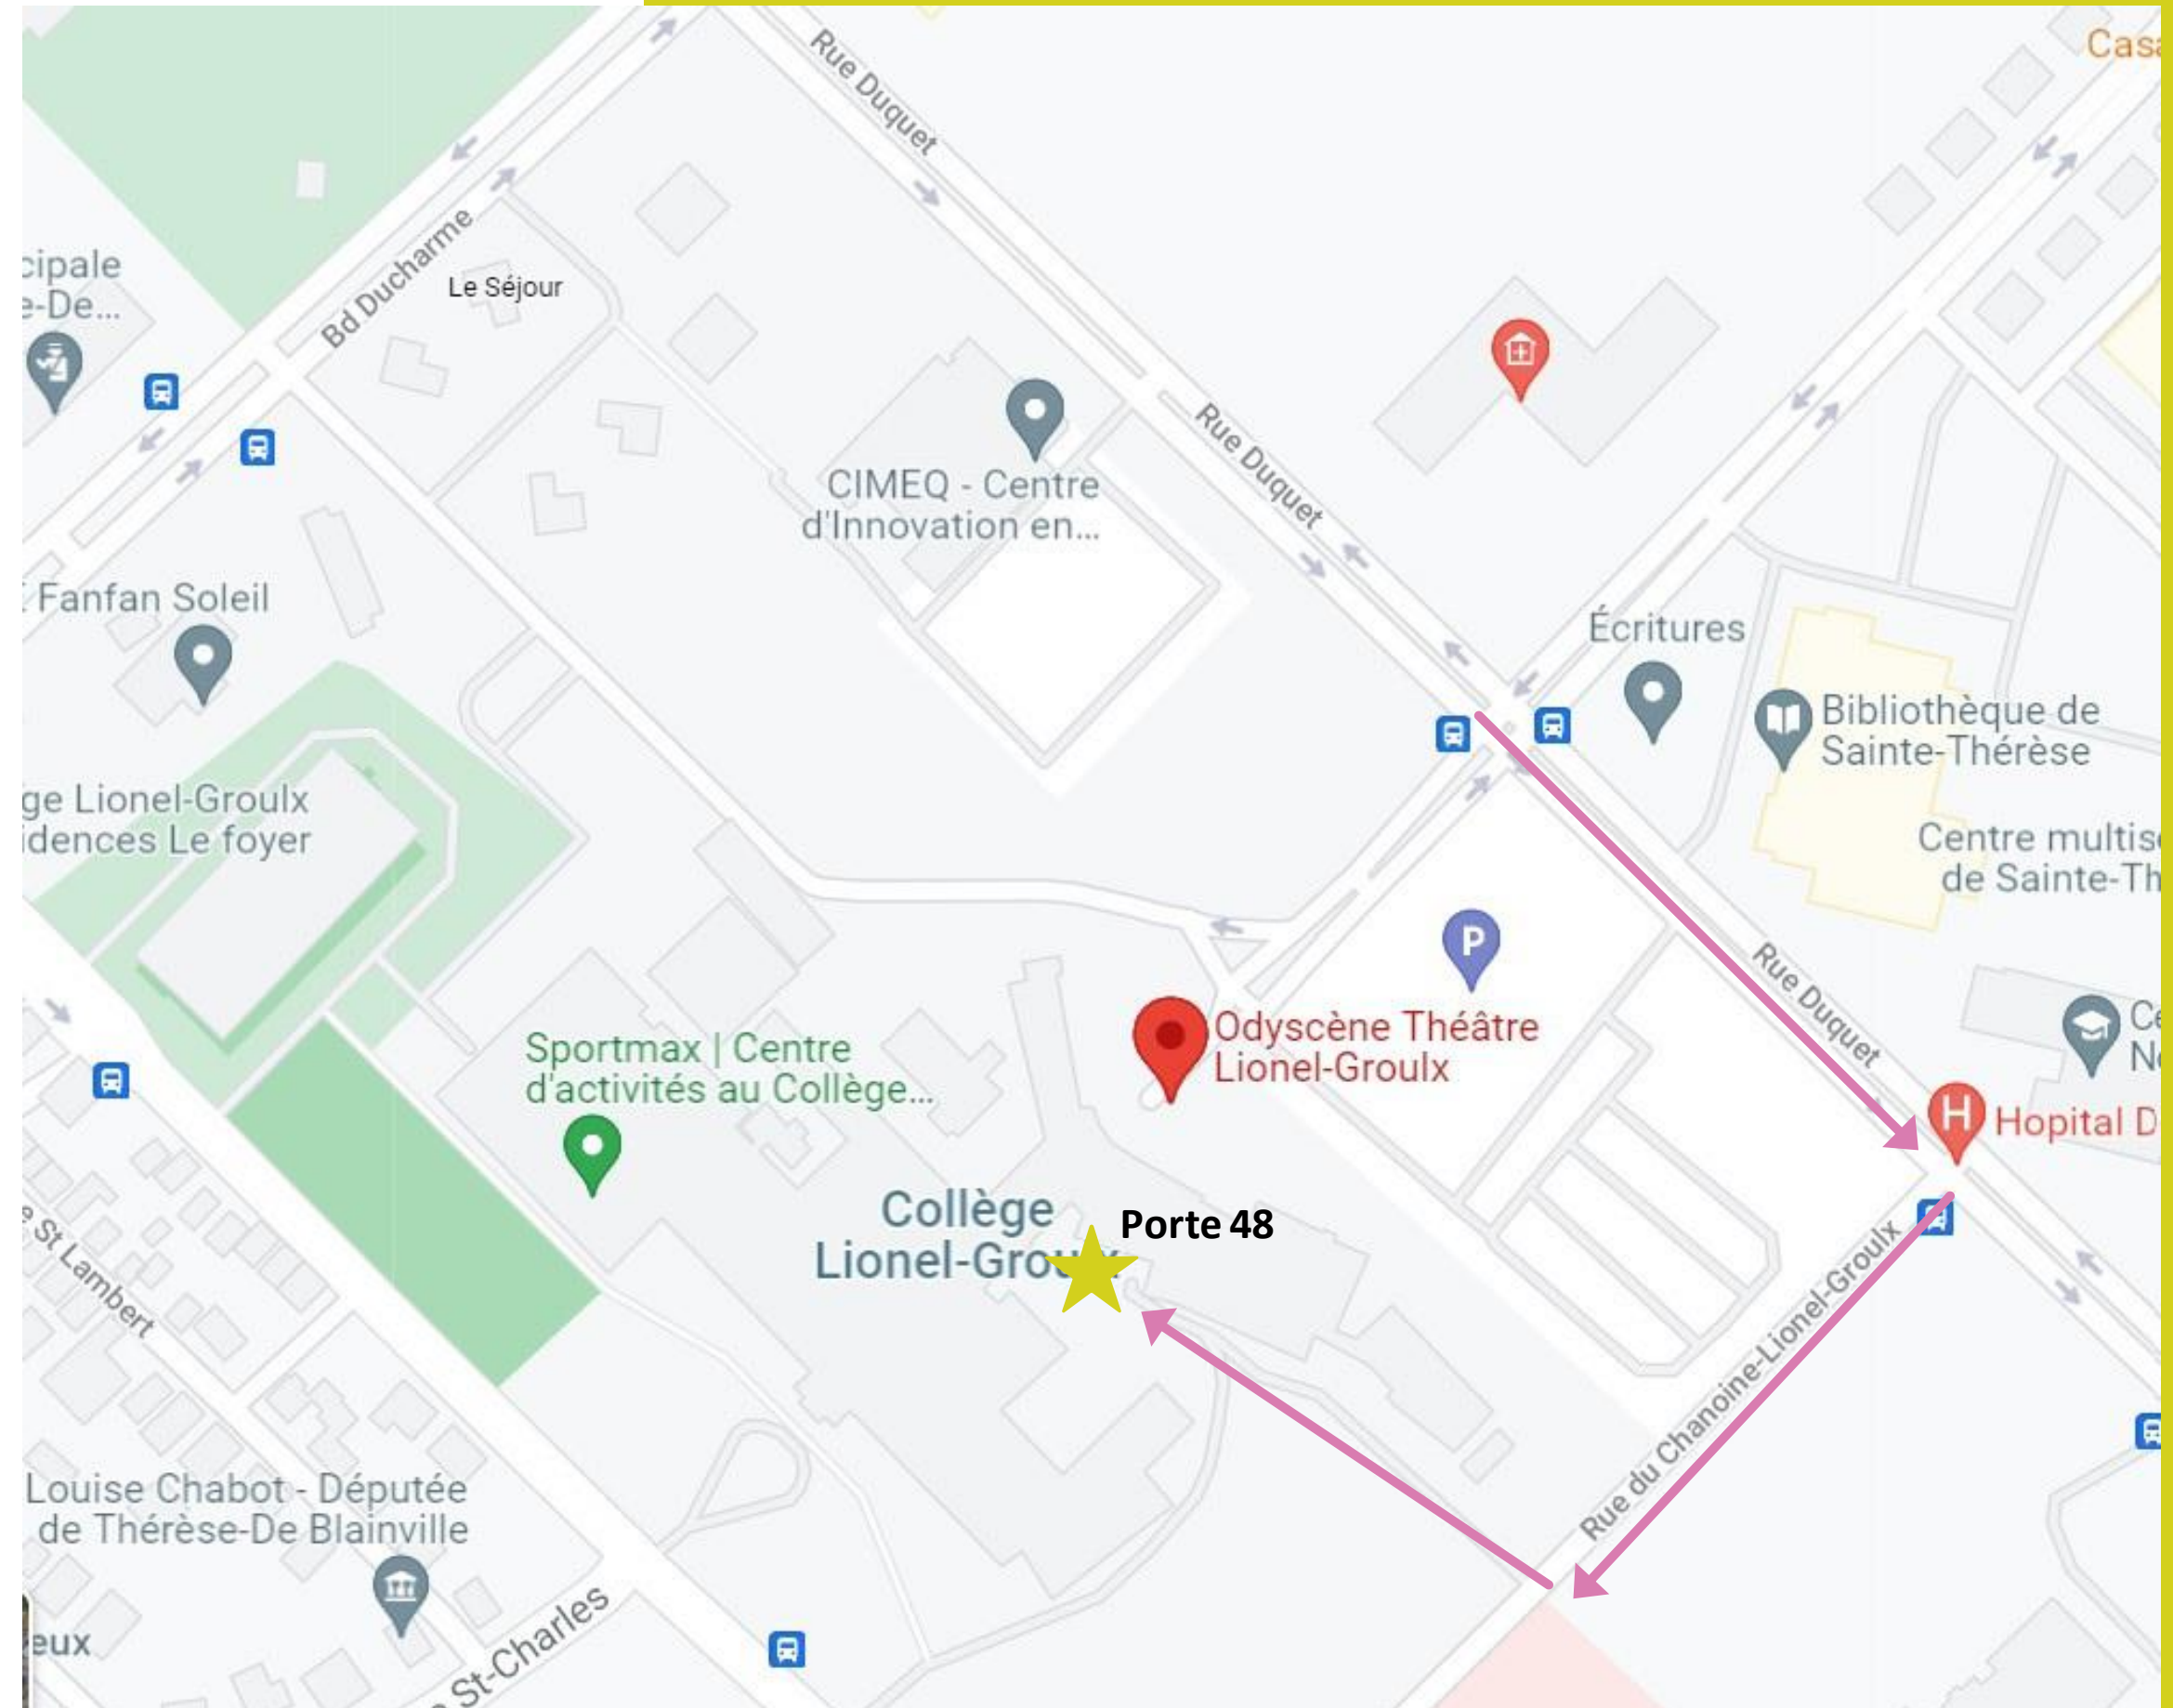 Rue Duquet
Casa
Bd Ducharme
cipale
e-De...
Le Séjour
CIMEQ - Centre
d'Innovation en...
Rue Duquet
Fanfan Soleil
Écritures
Bibliothèque de
Sainte-Thérèse
ge Lionel-Groulx
idences Le foyer
Centre multis
de Sainte-Th
P
Rue Duquet
Odyscène Théâtre
Lionel-Groulx
Sportmax | Centre
d'activités au Collège...
H
Hopital D
Collège
Lionel-Groulx
Porte 48
Rue du Chanoine-Lionel-Groulx
e St Lambert
Louise Chabot - Députée
de Thérèse-De Blainville
eux
St-Charles